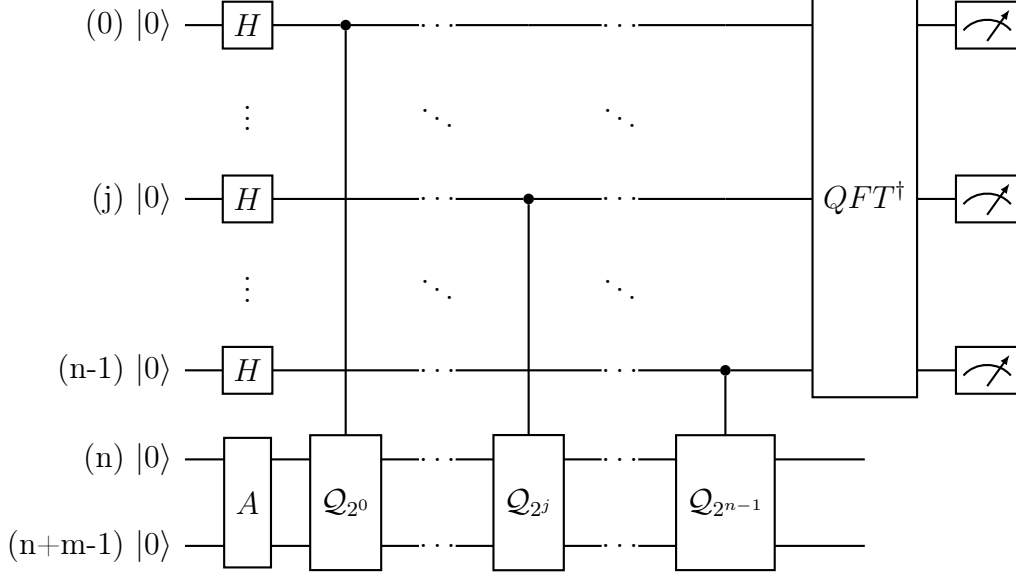 (0) |0⟩ H · · · · · ·
⋮ ⋱ ⋱
(j) |0⟩ H · · · · · · QFT†
⋮ ⋱ ⋱
(n-1) |0⟩ H · · · · · ·
(n) |0⟩ · · · · · ·
A 𝒬_{2^0} 𝒬_{2^j} 𝒬_{2^{n-1}}
(n+m-1) |0⟩ · · · · · ·